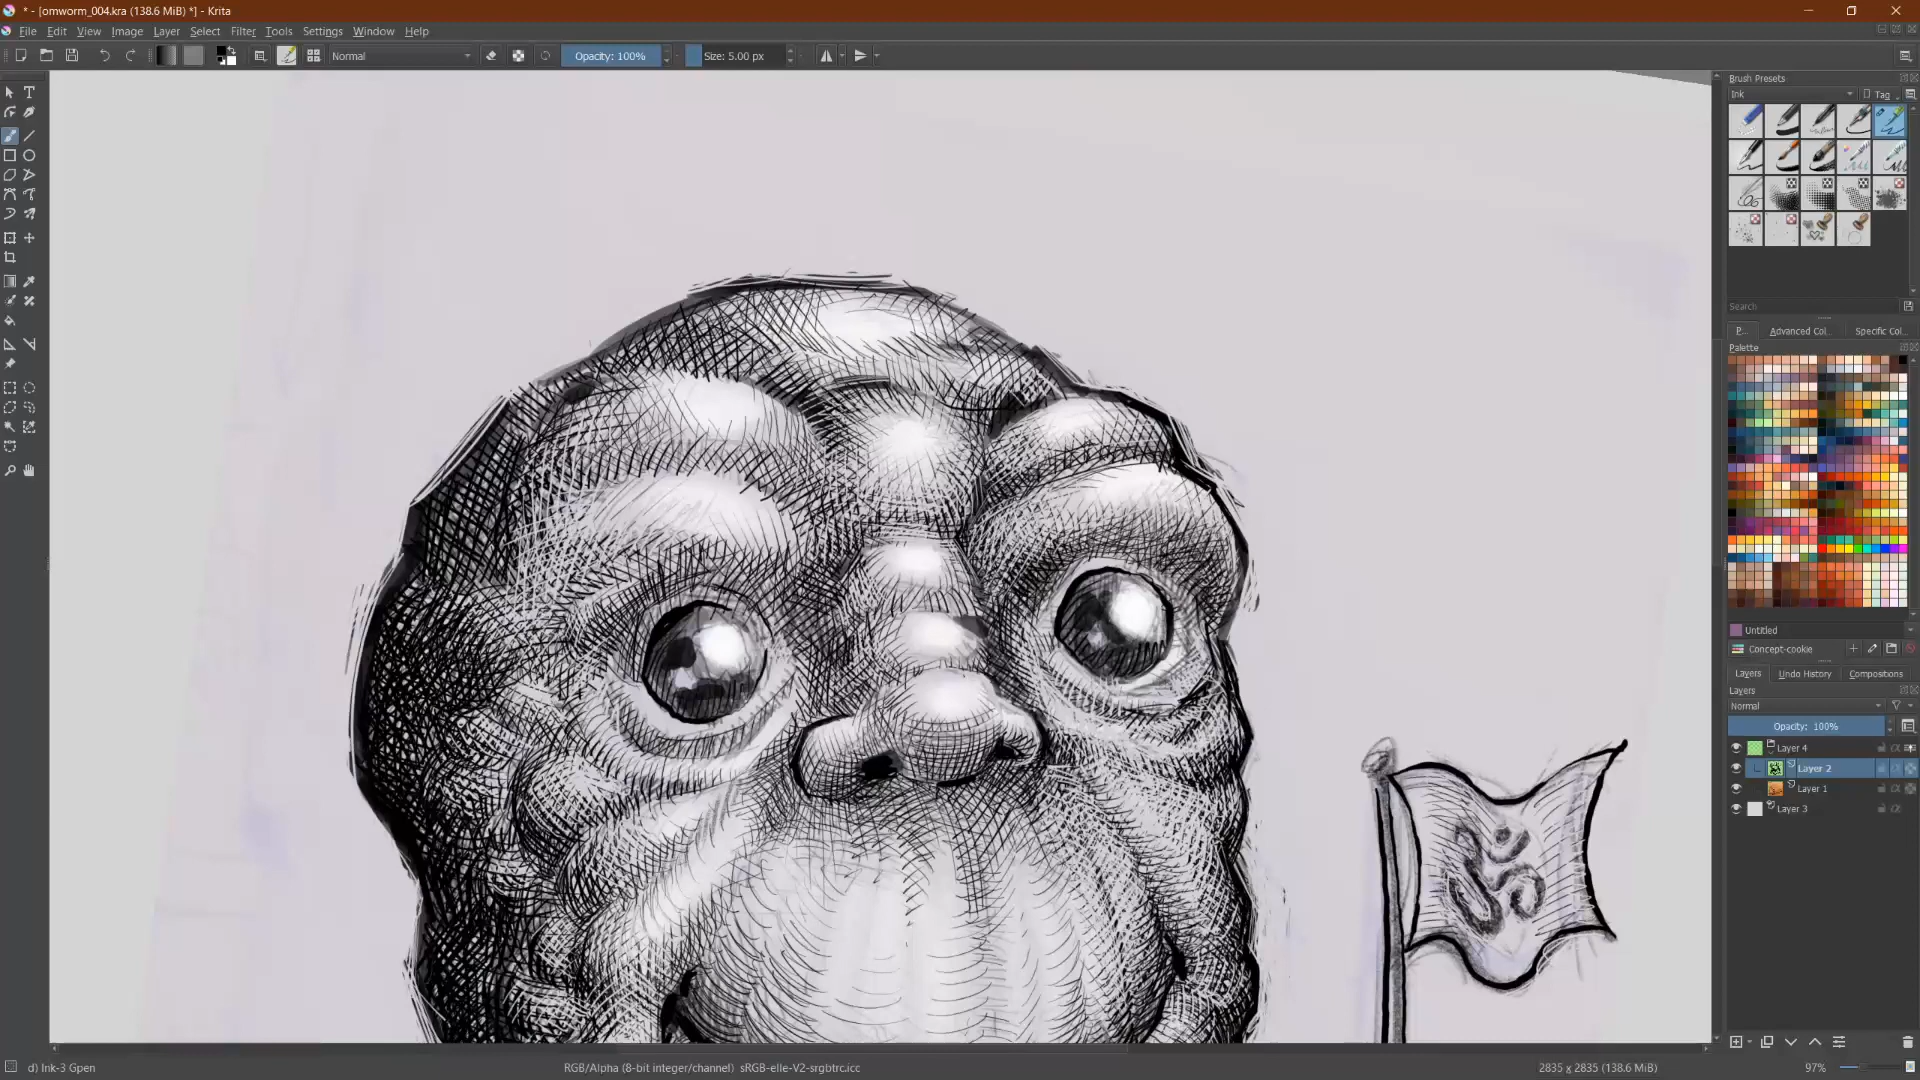 * - [omworm_004.kra (138.6 MiB) *] - Krita
File Edit View Image Layer Select Filter Tools Settings Window Help
Normal
Opacity: 100%
Size: 5.00 px
Brush Presets
Ink
Tag
Search
P...
Advanced Col...
Specific Col...
Palette
Untitled
Concept-cookie
Layers
Undo History
Compositions
Layers
Normal
Opacity: 100%
Layer 4
Layer 2
Layer 1
Layer 3
ॐ
d) Ink-3 Gpen
RGB/Alpha (8-bit integer/channel) sRGB-elle-V2-srgbtrc.icc
2835 x 2835 (138.6 MiB)
97%